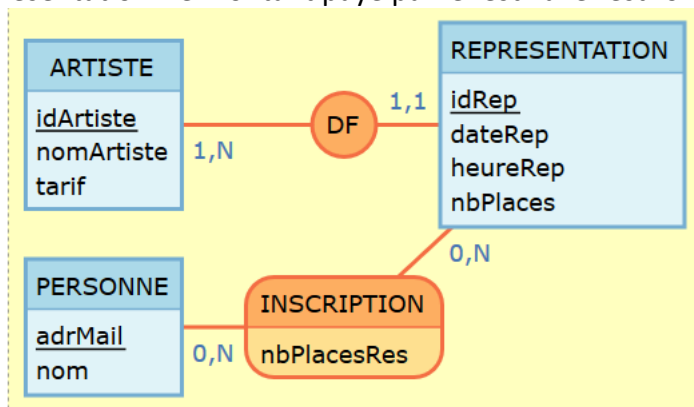 ARTISTE
idArtiste
nomArtiste
tarif
1,N
DF
1,1
REPRESENTATION
idRep
dateRep
heureRep
nbPlaces
0,N
PERSONNE
adrMail
nom
0,N
INSCRIPTION
nbPlacesRes